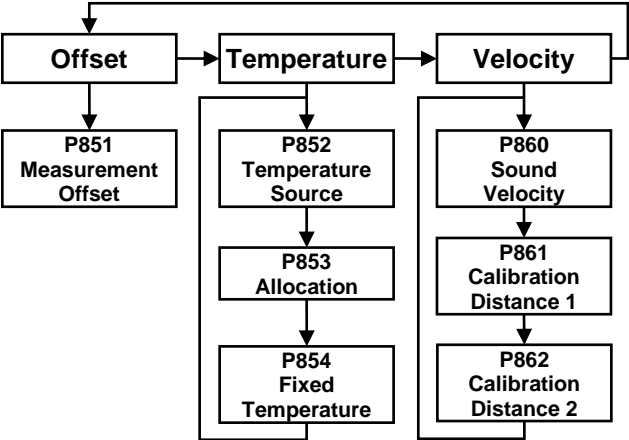 Offset
Temperature
Velocity
P851
Measurement
Offset
P852
Temperature
Source
P853
Allocation
P854
Fixed
Temperature
P860
Sound
Velocity
P861
Calibration
Distance 1
P862
Calibration
Distance 2